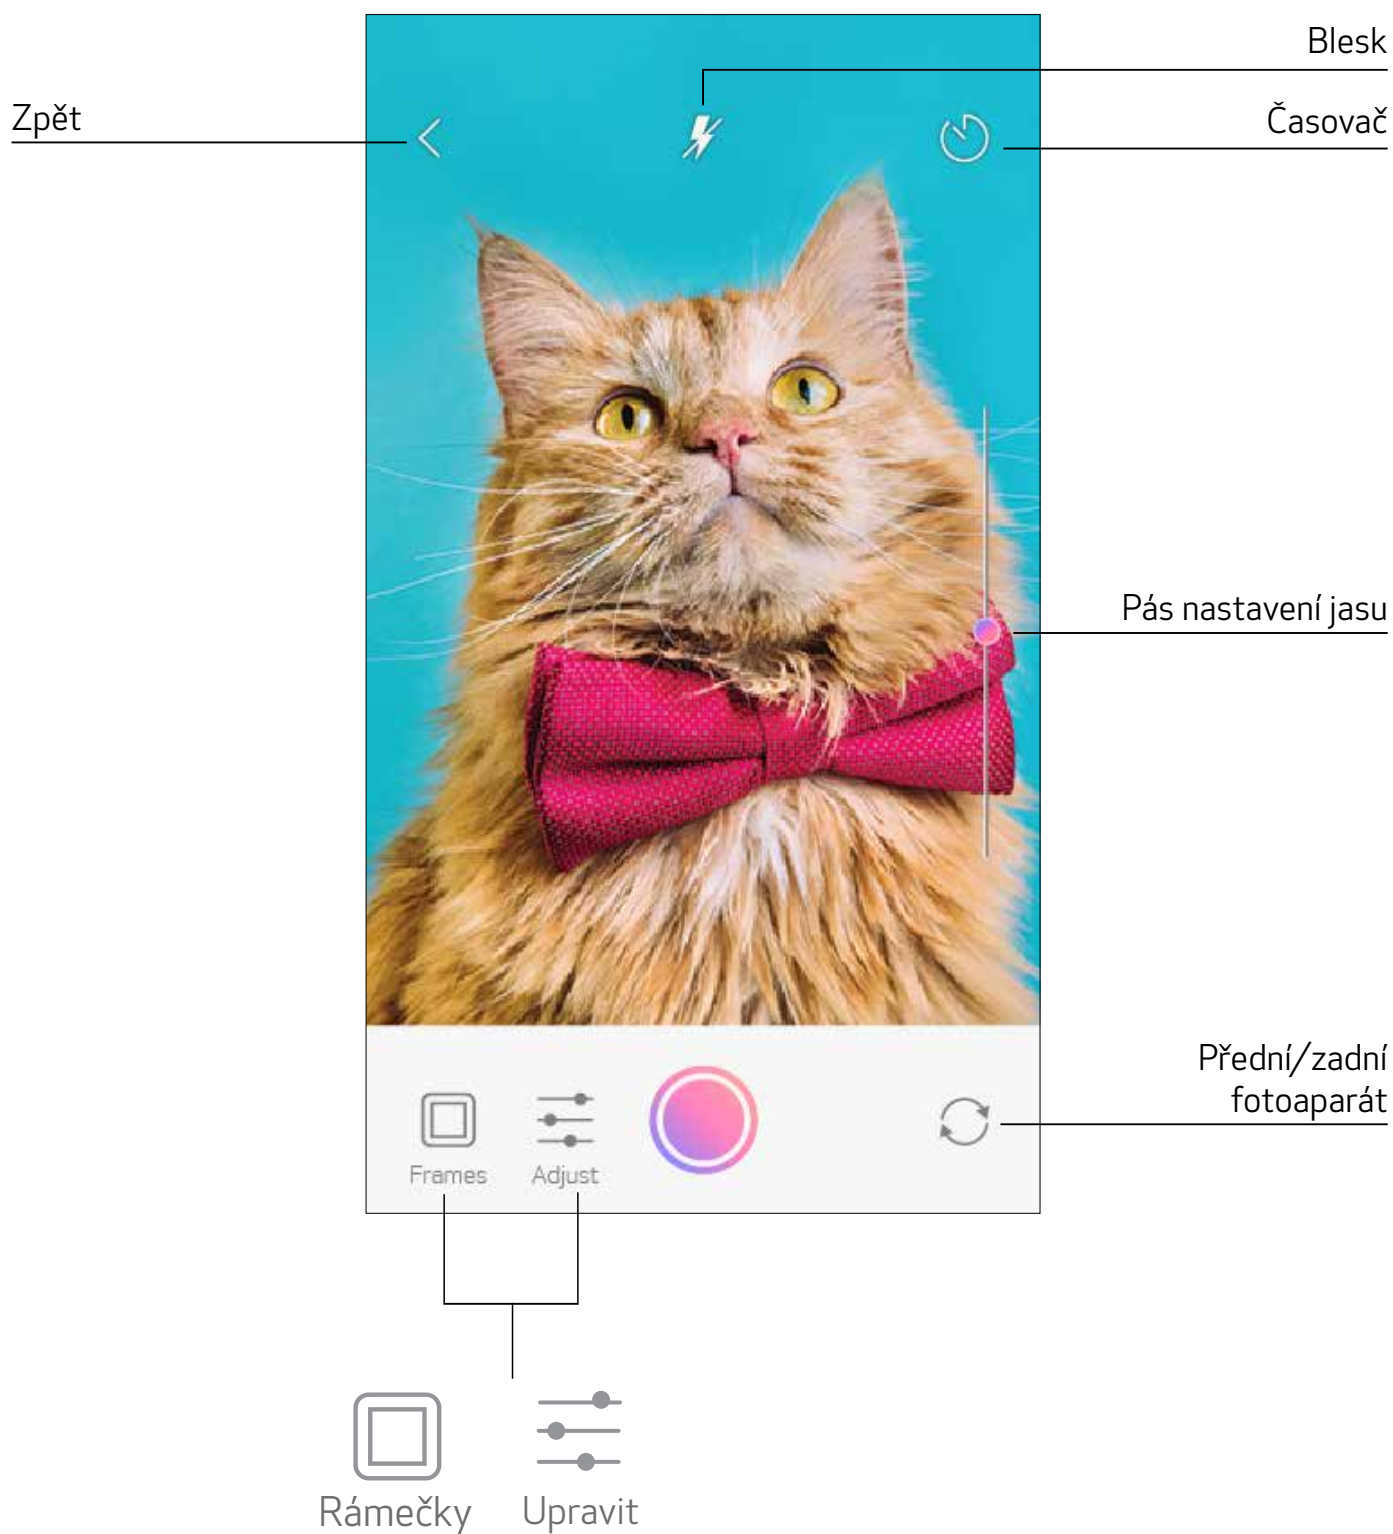 Blesk
Zpět
Časovač
Pás nastavení jasu
Přední/zadní
fotoaparát
Frames
Adjust
Rámečky
Upravit